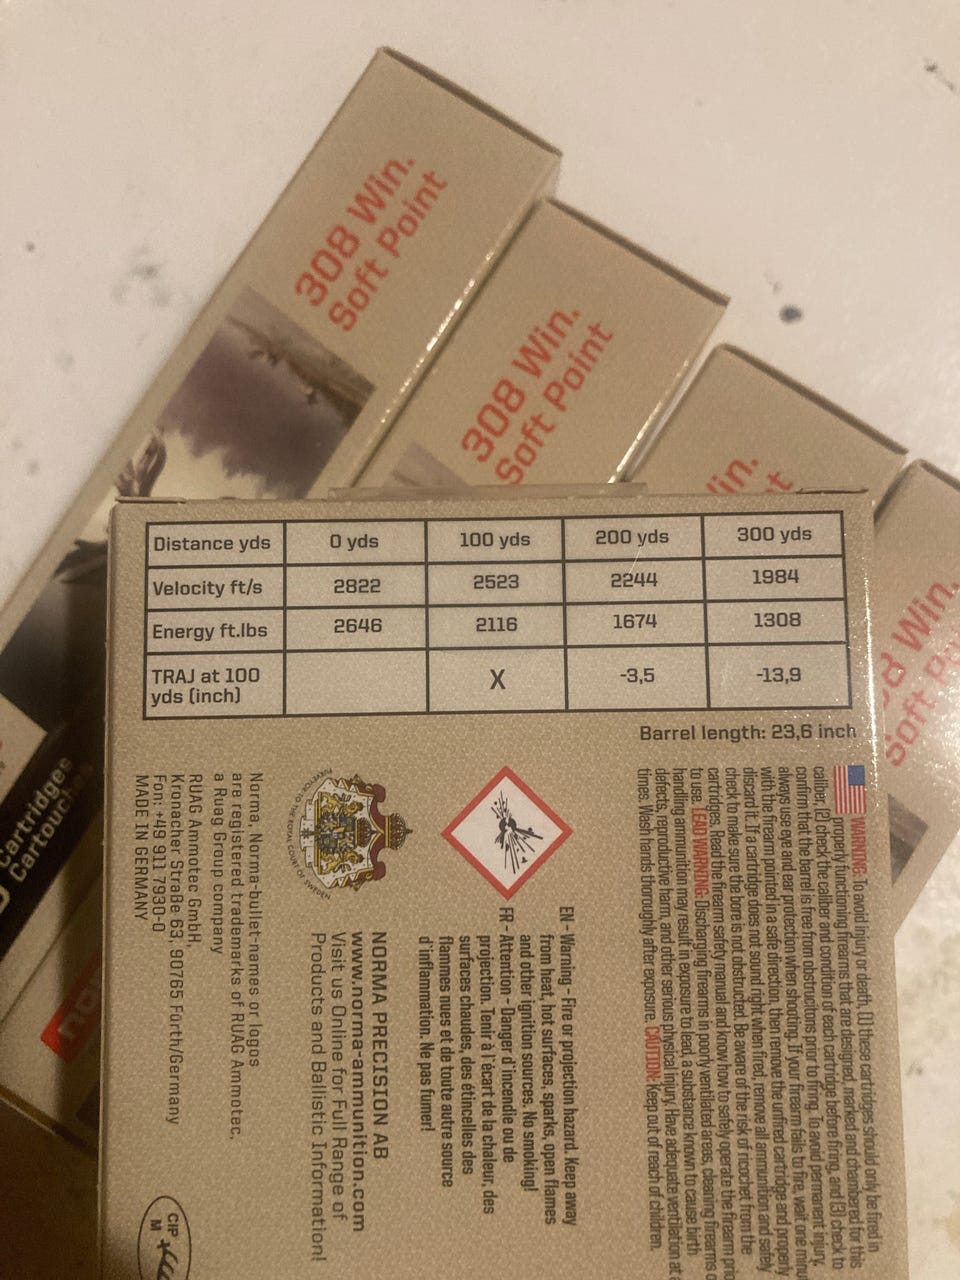 308 Win.
Soft Point
308 Win.
Soft Point
Win.
08 Win.
Soft
Cartridges
Cartouches
Distance yds 0 yds 100 yds 200 yds 300 yds
Velocity ft/s 2822 2523 2244 1984
Energy ft.lbs 2646 2116 1674 1308
TRAJ at 100 X -3,5 -13,9
yds (inch)
Barrel length: 23,6 inch
WARNING: To avoid injury or death, (1) these cartridges should only be fired in
properly functioning firearms that are designed, marked and chambered for this
caliber, (2) check the caliber and condition of each cartridge before firing, and (3) check to
confirm that the barrel is free from obstructions prior to firing. To avoid permanent injury,
always use eye and ear protection when shooting. If your firearm fails to fire, wait one
with the firearm pointed in a safe direction, then remove the unfired cartridge and properly
discard it. If a cartridge does not sound right when fired, remove all ammunition and safely
check to make sure the bore is not obstructed. Be aware of the risk of ricochet from the
cartridges. Read the firearm safety manual and know how to safely operate the firearm
to use. LEAD WARNING: Discharging firearms in poorly ventilated areas, cleaning firearms
handling ammunition may result in exposure to lead, a substance known to cause birth
defects, reproductive harm, and other serious physical injury. Have adequate ventilation at
times. Wash hands thoroughly after exposure. CAUTION: Keep out of reach of children.
EN - Warning - Fire or projection hazard. Keep away
from heat, hot surfaces, sparks, open flames
and other ignition sources. No smoking!
FR - Attention - Danger d'incendie ou de
projection. Tenir à l'écart de la chaleur, des
surfaces chaudes, des étincelles des
flammes nues et de toute autre source
d'inflammation. Ne pas fumer!
PURVEYOR TO THE ROYAL COURT OF SWEDEN
NORMA PRECISION AB
www.norma-ammunition.com
Visit us Online for Full Range of
Products and Ballistic Information!
Norma, Norma-bullet-names or logos
are registered trademarks of RUAG Ammotec,
a Ruag Group company
RUAG Ammotec GmbH,
Kronacher Straße 63, 90765 Fürth/Germany
Fon: +49 911 7930-0
MADE IN GERMANY
CIP
M